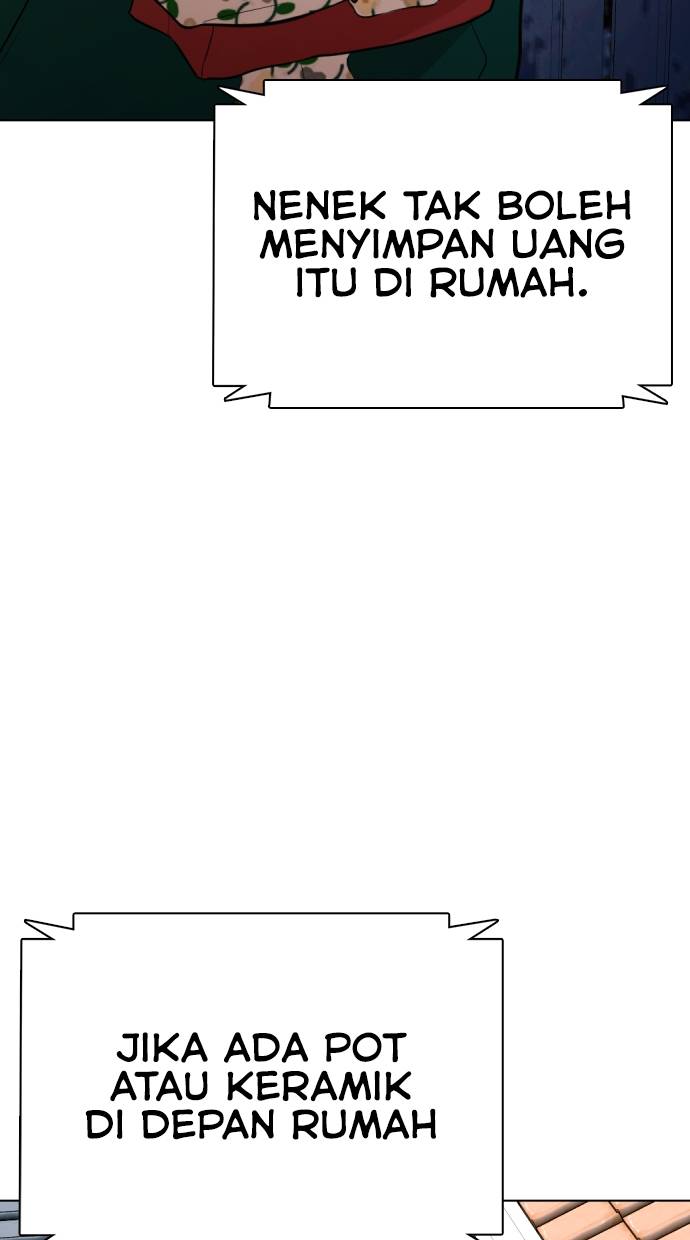 NENEK TAK BOLEH
MENYIMPAN UANG
ITU DI RUMAH.
JIKA ADA POT
ATAU KERAMIK
DI DEPAN RUMAH